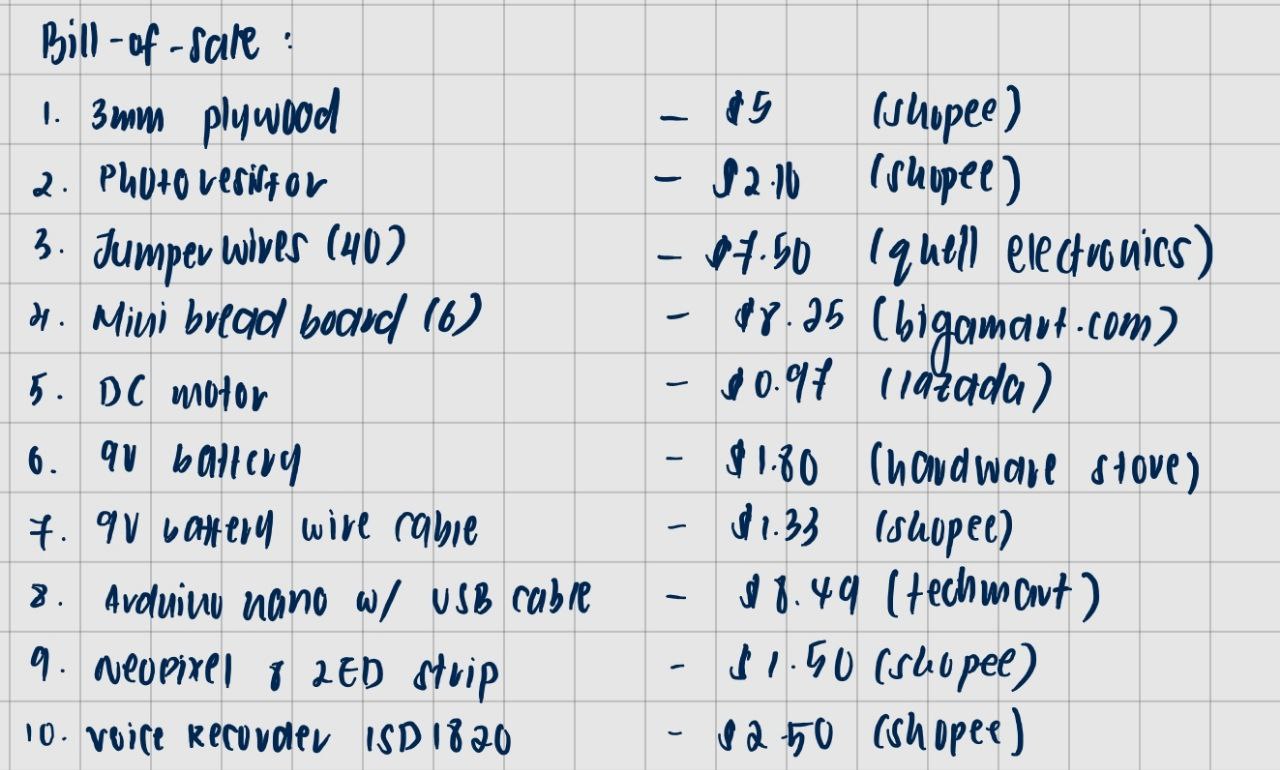 Bill-of-sale :
1. 3mm plywood - $5 (shopee)
2. Photoresistor - $2.10 (shopee)
3. Jumper wires (40) - $7.50 (quell electronics)
4. Mini bread board (6) - $8.25 (bigamart.com)
5. DC motor - $0.97 (lazada)
6. 9V battery - $1.80 (hardware store)
7. 9V battery wire cable - $1.33 (shopee)
8. Arduino nano w/ USB cable - $8.49 (techmart)
9. Neopixel 8 LED strip - $1.50 (shopee)
10. Voice Recorder ISD1820 - $2.50 (shopee)